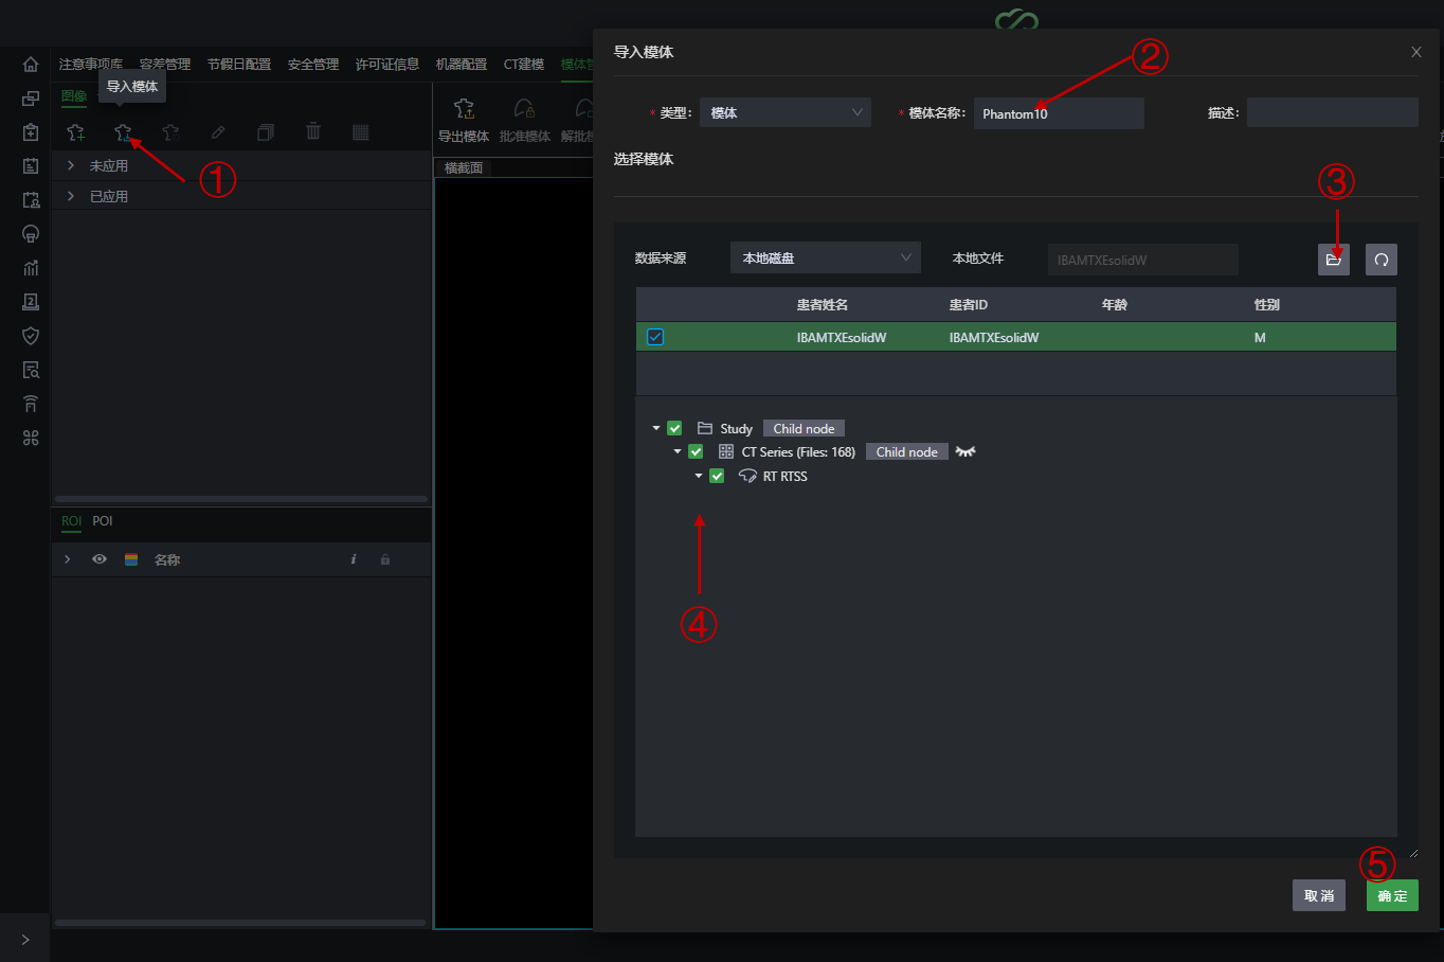 导入模体
②
注意事项库 容差管理 节假日配置 安全管理 许可证信息 机器配置 CT建模
导入模体
图像
* 类型: 模体 * 模体名称: Phantom10 描述:
导出模体 批准模体
选择模体
未应用
①
横截面
③
已应用
数据来源 本地磁盘 本地文件 IBAMTXEsolidW
患者姓名 患者ID 年龄 性别
IBAMTXEsolidW IBAMTXEsolidW M
Study Child node
CT Series (Files: 168) Child node
RT RTSS
ROI POI
名称
④
⑤
取消 确定